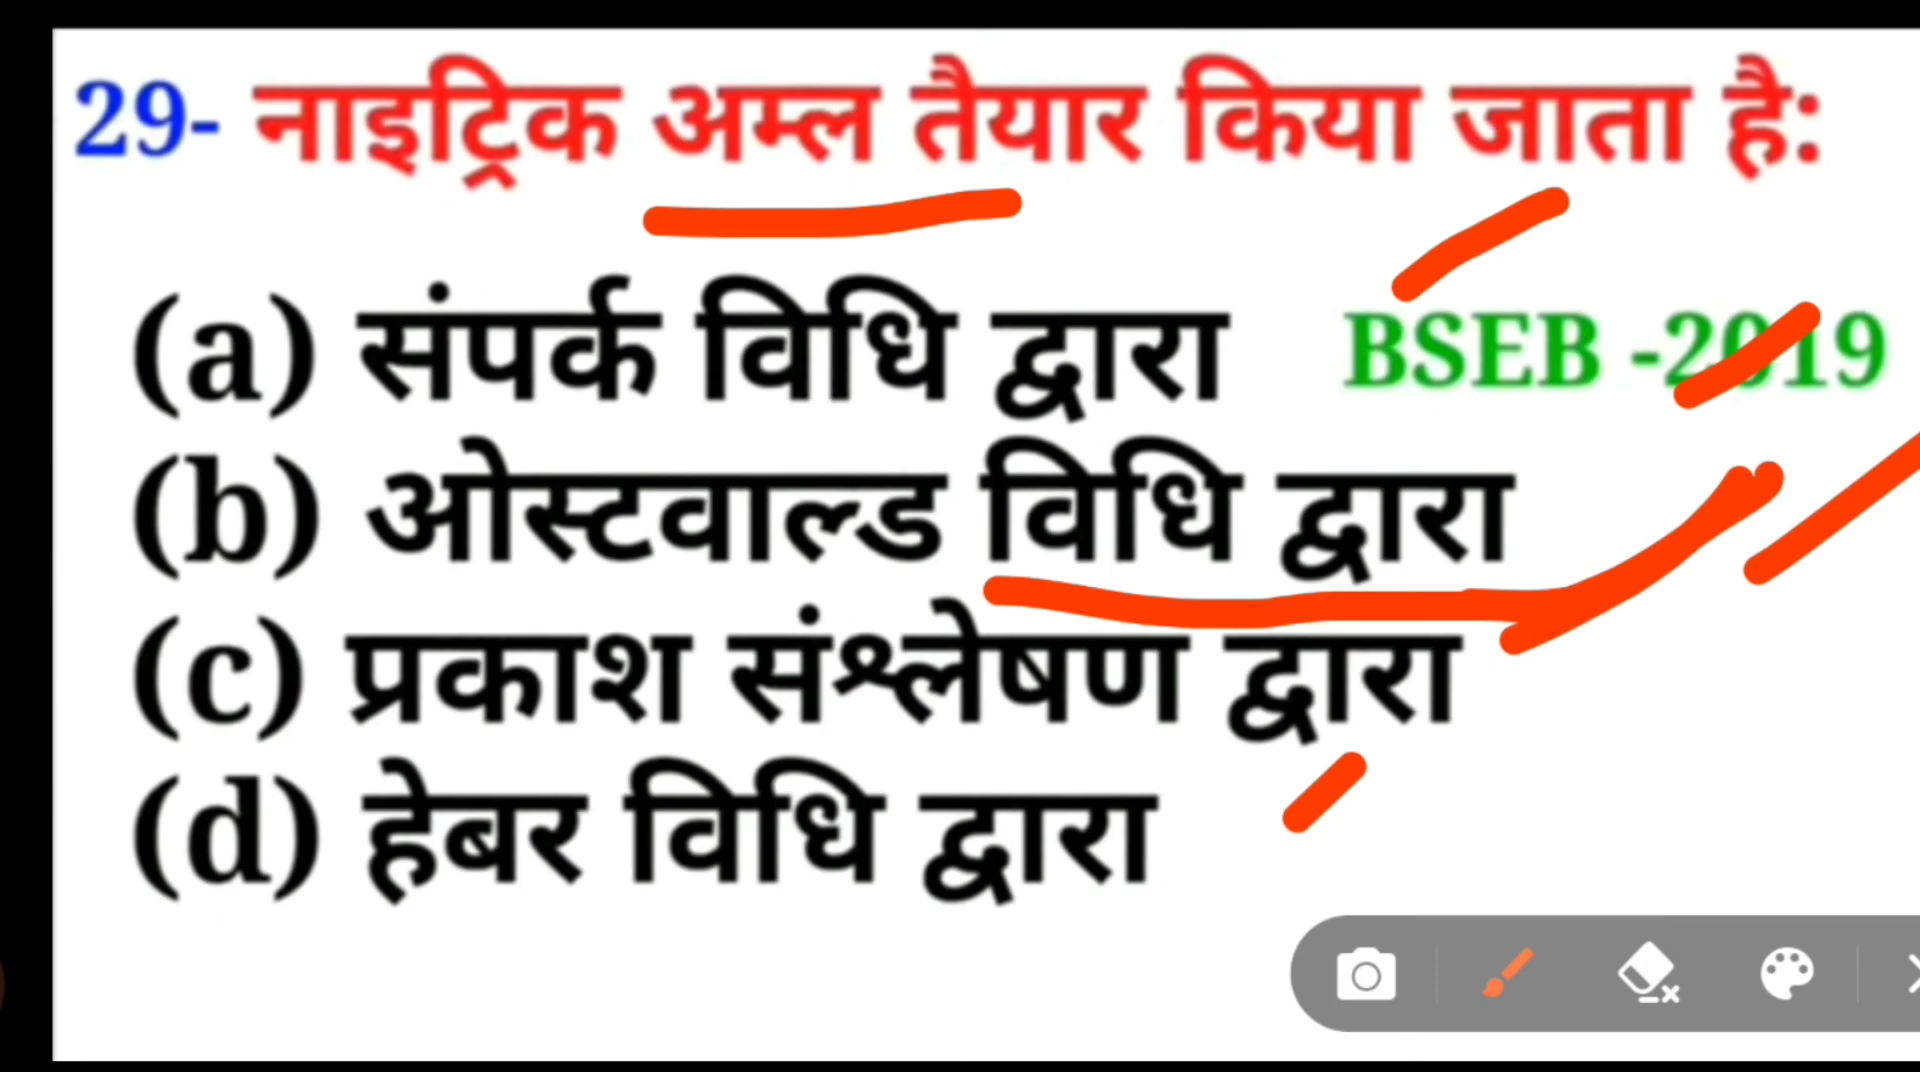 29- नाइट्रिक अम्ल तैयार किया जाता है:
(a) संपर्क विधि द्वारा BSEB -2019
(b) ओस्टवाल्ड विधि द्वारा
(c) प्रकाश संश्लेषण द्वारा
(d) हेबर विधि द्वारा